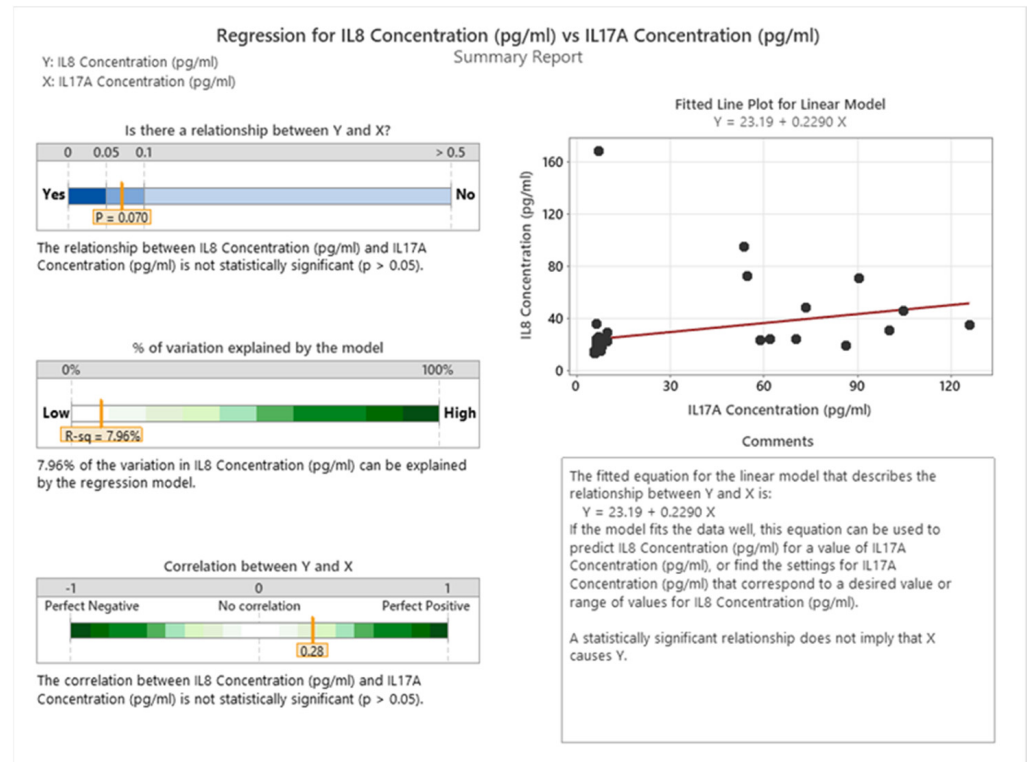 Regression for IL8 Concentration (pg/ml) vs IL17A Concentration (pg/ml)
Summary Report
Y: IL8 Concentration (pg/ml)
X: IL17A Concentration (pg/ml)
Is there a relationship between Y and X?
0 0.05 0.1 > 0.5
Yes No
P = 0.070
The relationship between IL8 Concentration (pg/ml) and IL17A
Concentration (pg/ml) is not statistically significant (p > 0.05).
% of variation explained by the model
0% 100%
Low High
R-sq = 7.96%
7.96% of the variation in IL8 Concentration (pg/ml) can be explained
by the regression model.
Correlation between Y and X
-1 0 1
Perfect Negative No correlation Perfect Positive
0.28
The correlation between IL8 Concentration (pg/ml) and IL17A
Concentration (pg/ml) is not statistically significant (p > 0.05).
Fitted Line Plot for Linear Model
Y = 23.19 + 0.2290 X
IL8 Concentration (pg/ml)
160
120
80
40
0
0 30 60 90 120
IL17A Concentration (pg/ml)
Comments
The fitted equation for the linear model that describes the
relationship between Y and X is:
Y = 23.19 + 0.2290 X
If the model fits the data well, this equation can be used to
predict IL8 Concentration (pg/ml) for a value of IL17A
Concentration (pg/ml), or find the settings for IL17A
Concentration (pg/ml) that correspond to a desired value or
range of values for IL8 Concentration (pg/ml).
A statistically significant relationship does not imply that X
causes Y.